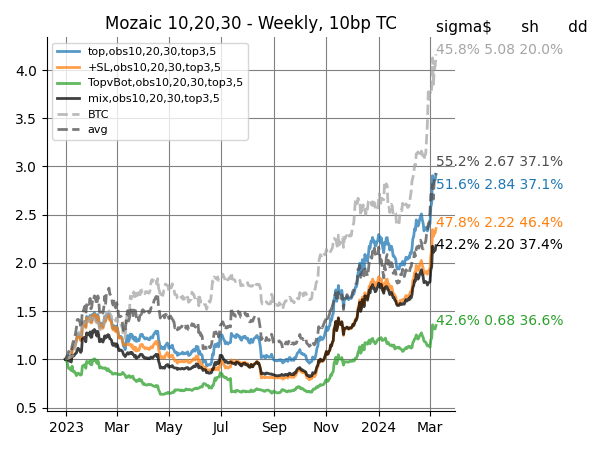 Mozaic 10,20,30 - Weekly, 10bp TC
sigma$ sh dd
top,obs10,20,30,top3,5
+SL,obs10,20,30,top3,5
TopvBot,obs10,20,30,top3,5
mix,obs10,20,30,top3,5
BTC
avg
45.8% 5.08 20.0%
55.2% 2.67 37.1%
51.6% 2.84 37.1%
47.8% 2.22 46.4%
42.2% 2.20 37.4%
42.6% 0.68 36.6%
4.0
3.5
3.0
2.5
2.0
1.5
1.0
0.5
2023 Mar May Jul Sep Nov 2024 Mar